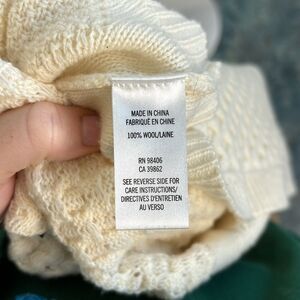 MADE IN CHINA
FABRIQUÉ EN CHINE
100% WOOL/LAINE
RN 98406
CA 39862
SEE REVERSE SIDE FOR
CARE INSTRUCTIONS/
DIRECTIVES D'ENTRETIEN
AU VERSO